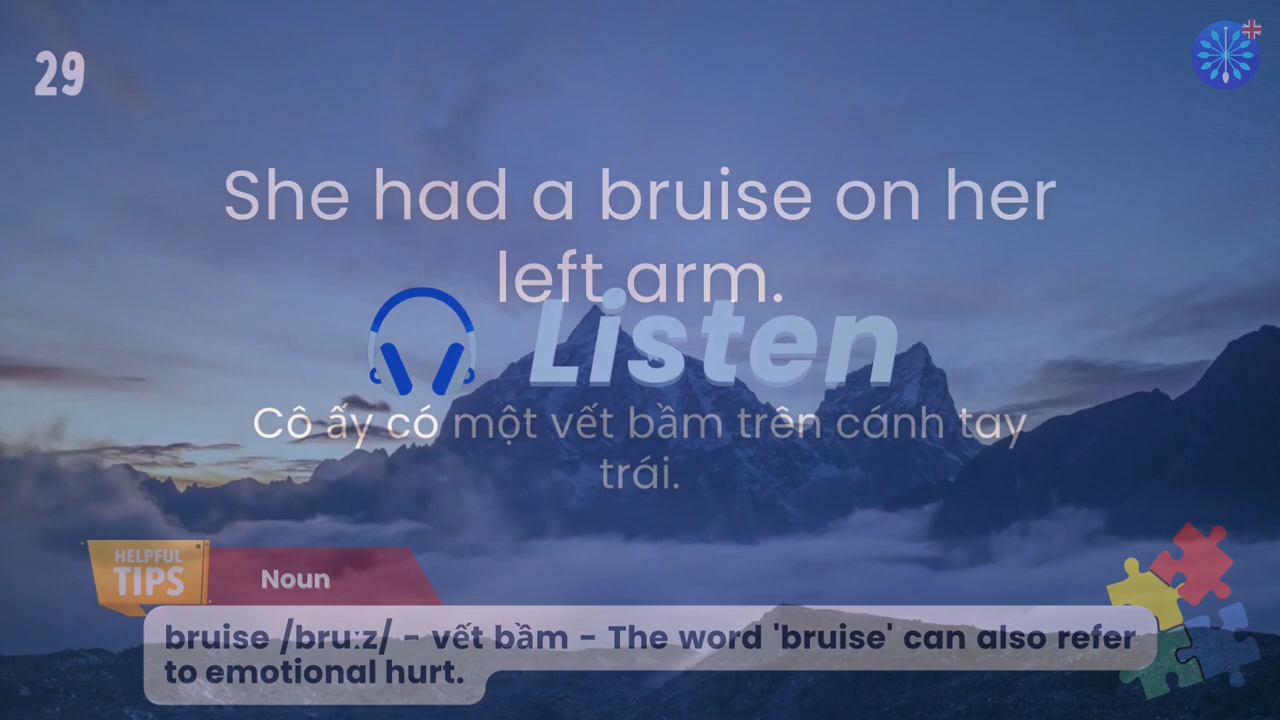 29
She had a bruise on her
left arm.
Listen
Cô ấy có một vết bầm trên cánh tay
trái.
HELPFUL
TIPS
Noun
bruise /bruːz/ - vết bầm - The word 'bruise' can also refer
to emotional hurt.